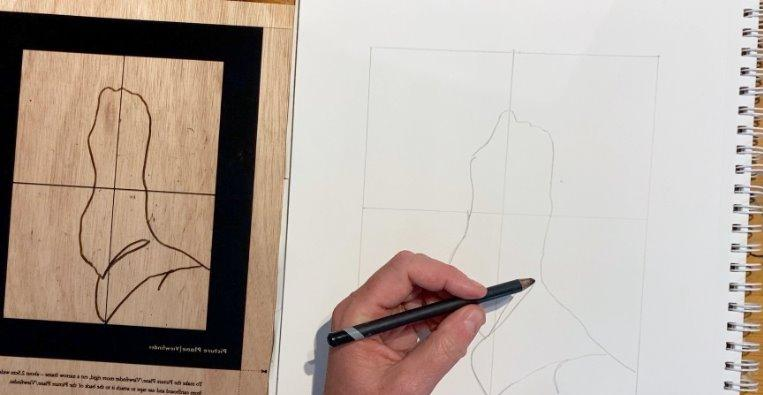 Picture Plane/Viewfinder
To make the Picture Plane/Viewfinder more rigid, cut a narrow frame - about 2.5cm wide
from cardboard and use tape to attach it to the back of the Picture Plane/Viewfinder.